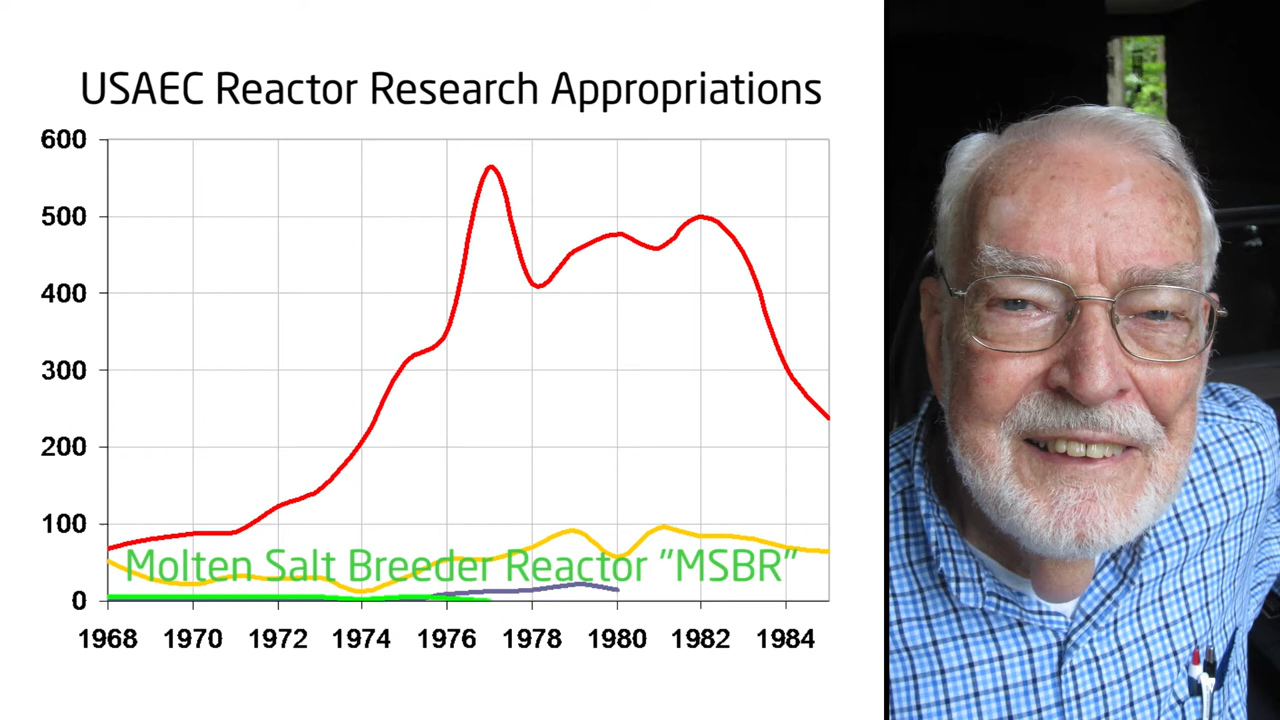 USAEC Reactor Research Appropriations
600
500
400
300
200
100
Molten Salt Breeder Reactor “MSBR”
0
1968 1970 1972 1974 1976 1978 1980 1982 1984